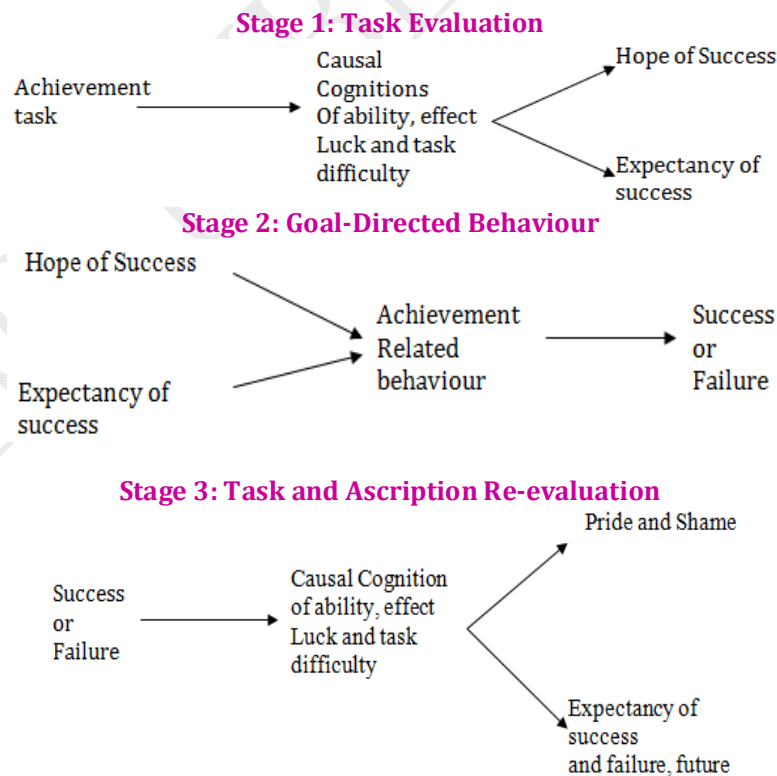 Stage 1: Task Evaluation
Achievement
task
Causal
Cognitions
Of ability, effect
Luck and task
difficulty
Hope of Success
Expectancy of
success
Stage 2: Goal-Directed Behaviour
Hope of Success
Expectancy of
success
Achievement
Related
behaviour
Success
or
Failure
Stage 3: Task and Ascription Re-evaluation
Success
or
Failure
Causal Cognition
of ability, effect
Luck and task
difficulty
Pride and Shame
Expectancy of
success
and failure, future